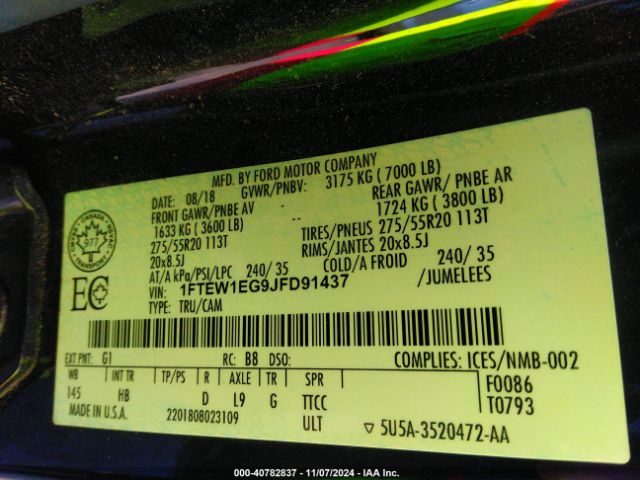 MFD. BY FORD MOTOR COMPANY
DATE: 08/18 GVWR/PNBV: 3175 KG ( 7000 LB)
FRONT GAWR/PNBE AV -- REAR GAWR/ PNBE AR
1633 KG ( 3600 LB) 1724 KG ( 3800 LB)
275/55R20 113T TIRES/PNEUS 275/55R20 113T
20x8.5J RIMS/JANTES 20x8.5J
AT/A kPa/PSI/LPC 240/ 35 COLD/A FROID 240/ 35
VIN: 1FTEW1EG9JFD91437 /JUMELEES
TYPE: TRU/CAM
CANADA
977
TRANSPORT
EC
EXT PNT: G1 RC: B8 DSO: COMPLIES: ICES/NMB-002
WB INT TR TP/PS R AXLE TR SPR F0086
145 HB D L9 G TTCC T0793
MADE IN U.S.A. 2201808023109 ULT ▽ 5U5A-3520472-AA
000-40782837 - 11/07/2024 - IAA Inc.